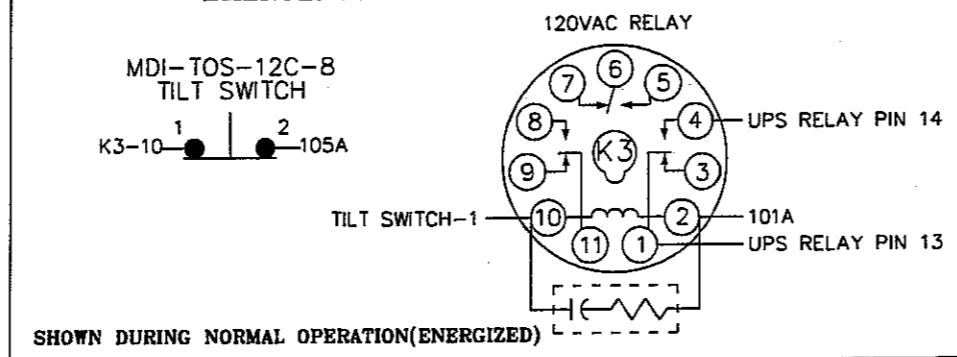 120VAC RELAY
MDI-TOS-12C-8
TILT SWITCH
K3-10 1 2 105A
6
7 5
8 4 UPS RELAY PIN 14
K3
9 3
TILT SWITCH-1 10 2 101A
11 1 UPS RELAY PIN 13
SHOWN DURING NORMAL OPERATION(ENERGIZED)